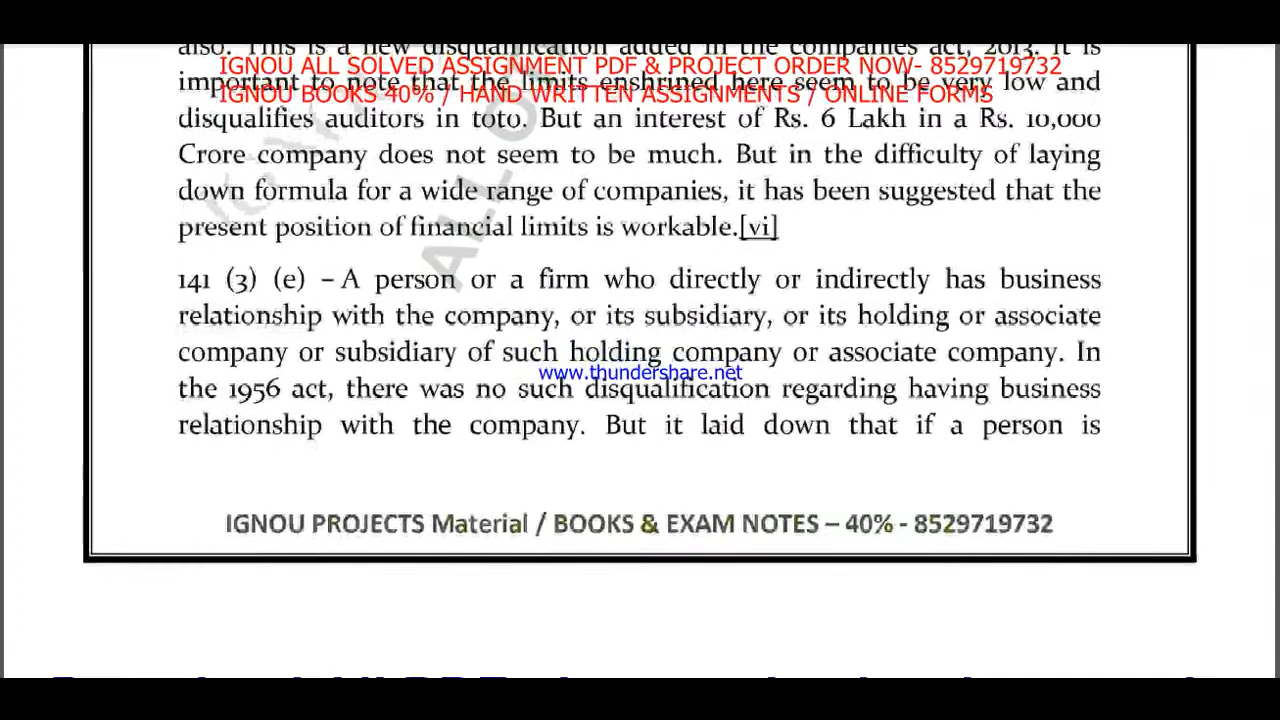 also. This is a new disqualification added in the companies act, 2013. It is
IGNOU ALL SOLVED ASSIGNMENT PDF & PROJECT ORDER NOW- 8529719732
important to note that the limits enshrined here seem to be very low and
IGNOU BOOKS 40% / HAND WRITTEN ASSIGNMENTS / ONLINE FORMS
disqualifies auditors in toto. But an interest of Rs. 6 Lakh in a Rs. 10,000
Crore company does not seem to be much. But in the difficulty of laying
down formula for a wide range of companies, it has been suggested that the
present position of financial limits is workable.[vi]
ALL O
141 (3) (e) – A person or a firm who directly or indirectly has business
relationship with the company, or its subsidiary, or its holding or associate
company or subsidiary of such holding company or associate company. In
www.thundershare.net
the 1956 act, there was no such disqualification regarding having business
relationship with the company. But it laid down that if a person is
IGNOU PROJECTS Material / BOOKS & EXAM NOTES – 40% - 8529719732